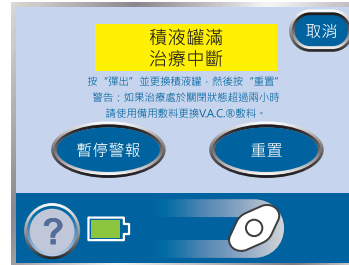 取消
積液罐滿
治療中斷
按“彈出”並更換積液罐，然後按“重置”
警告：如果治療處於關閉狀態超過兩小時
請使用備用敷料更換V.A.C.®敷料。
暫停警報
重置
?